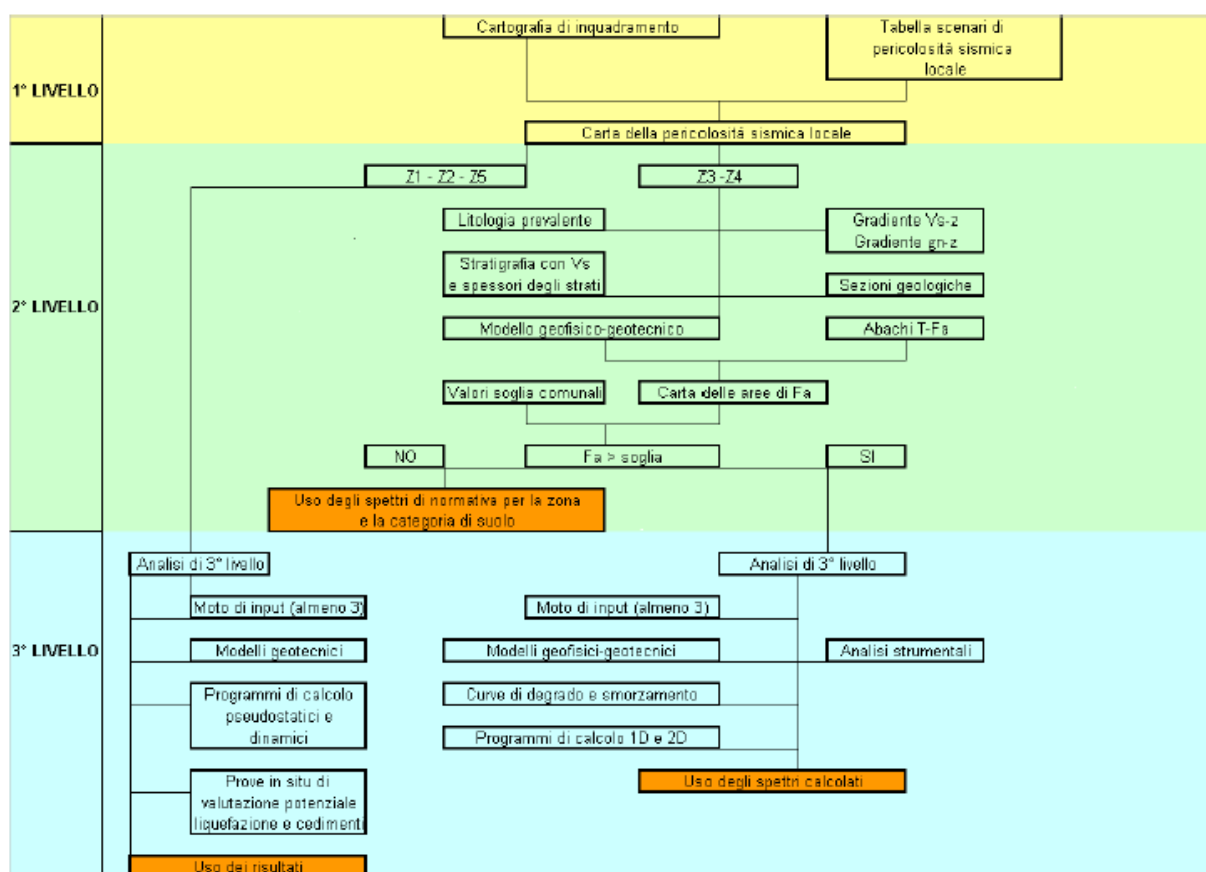 Cartografia di inquadramento
Tabella scenari di
pericolosità sismica
locale
1° LIVELLO
Carta della pericolosità sismica locale
Z1 - Z2 - Z5
Z3 -Z4
Litologia prevalente
Gradiente Vs-z
Gradiente gn-z
Stratigrafia con Vs
e spessori degli strati
Sezioni geologiche
2° LIVELLO
Modello geofisico-geotecnico
Abachi T-Fa
Valori soglia comunali
Carta delle aree di Fa
NO
Fa > soglia
SI
Uso degli spettri di normativa per la zona
e la categoria di suolo
Analisi di 3° livello
Analisi di 3° livello
Moto di input (almeno 3)
Moto di input (almeno 3)
3° LIVELLO
Modelli geotecnici
Modelli geofisici-geotecnici
Analisi strumentali
Programmi di calcolo
pseudostatici e
dinamici
Curve di degrado e smorzamento
Programmi di calcolo 1D e 2D
Prove in situ di
valutazione potenziale
liquefazione e cedimenti
Uso degli spettri calcolati
Uso dei risultati